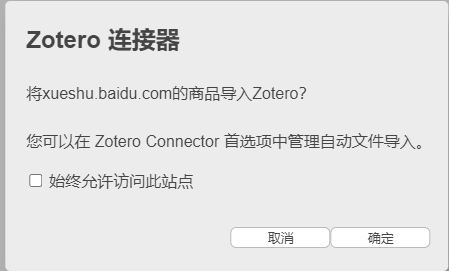 Zotero 连接器
将xueshu.baidu.com的商品导入Zotero？
您可以在 Zotero Connector 首选项中管理自动文件导入。
始终允许访问此站点
取消
确定